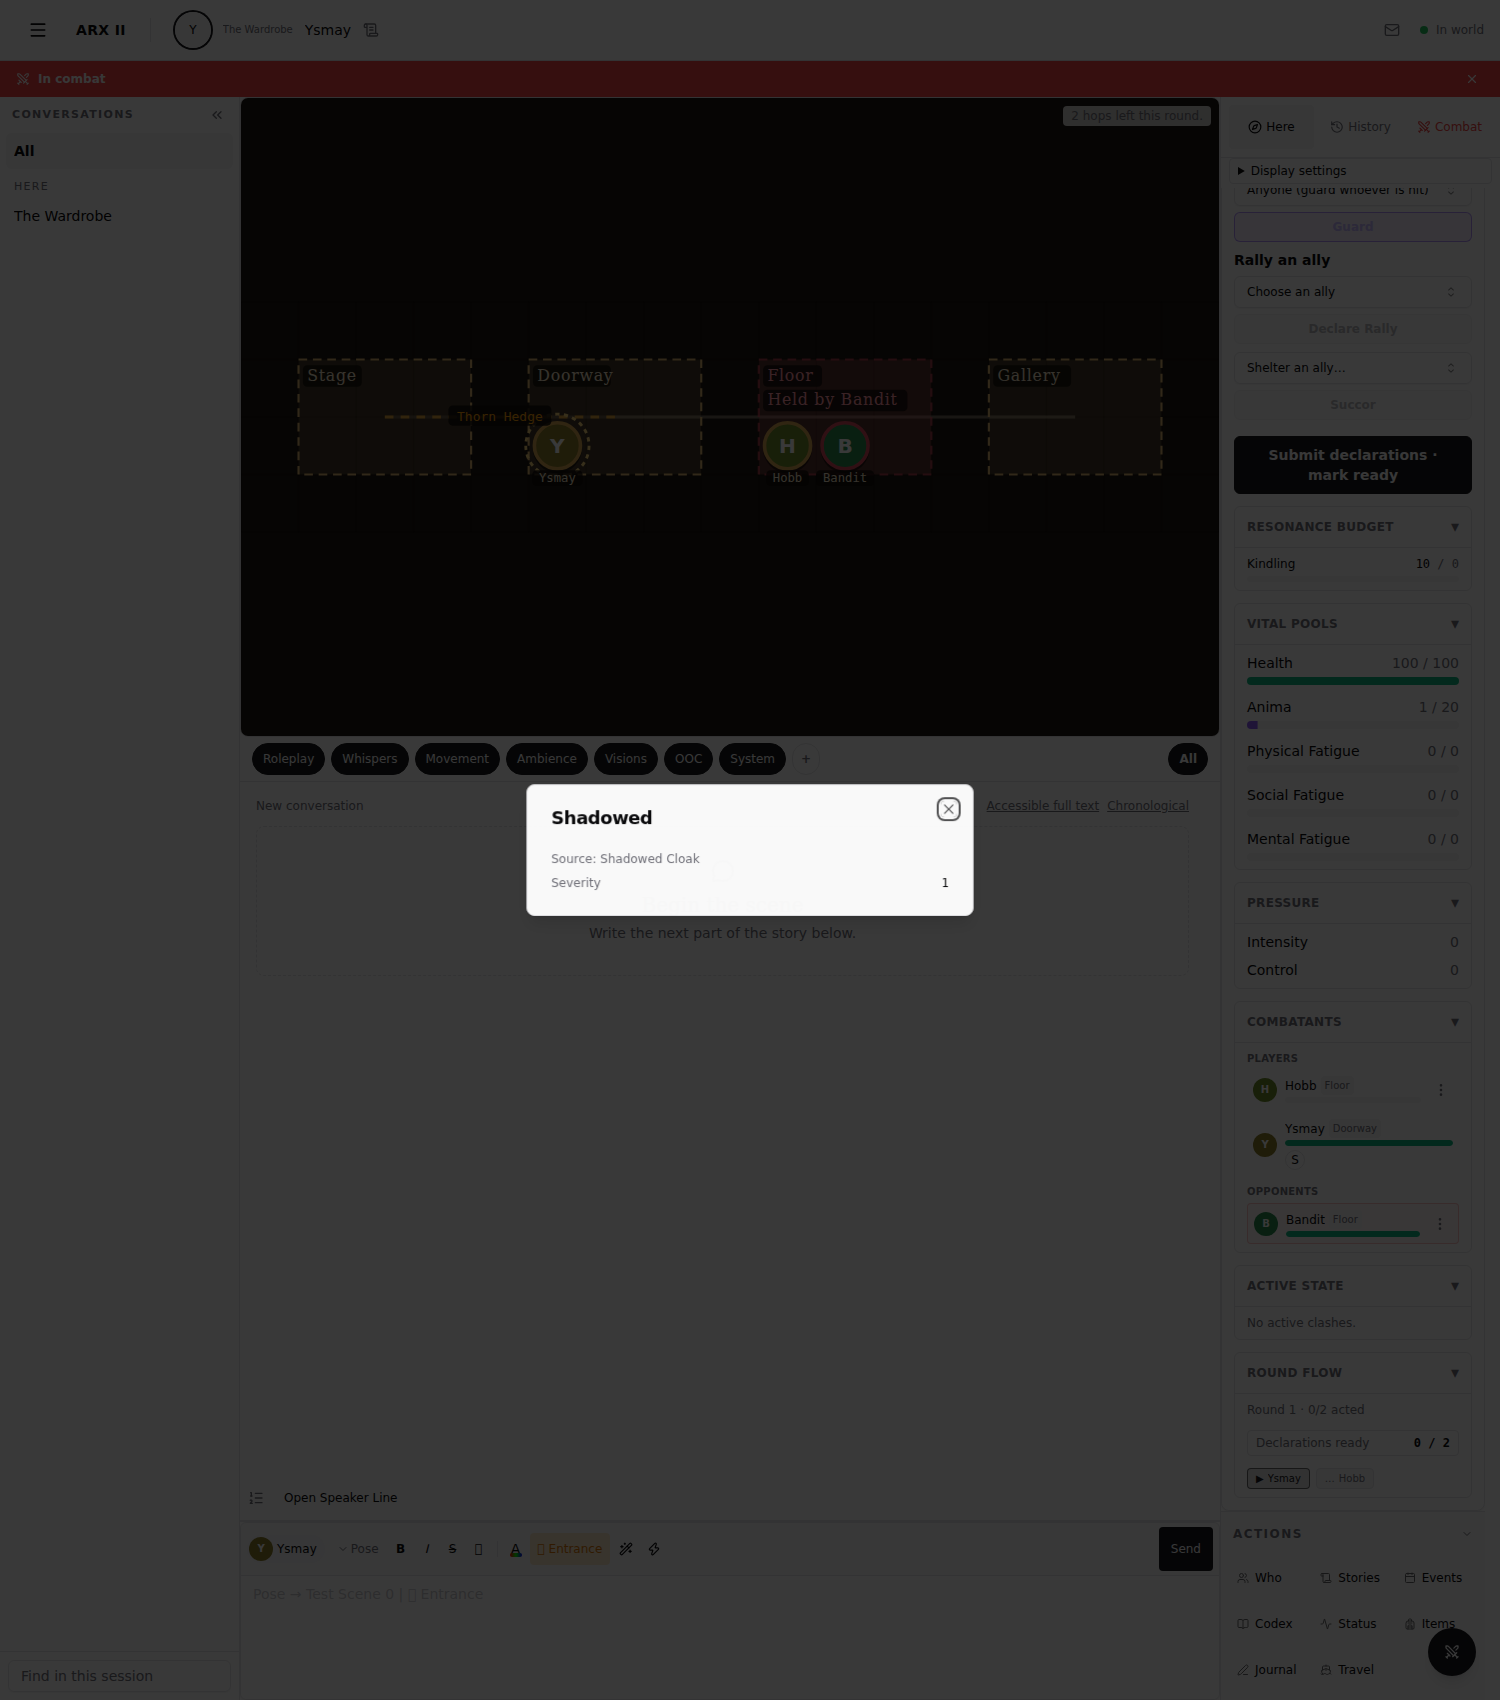 ARX II
Y
The Wardrobe Ysmay
In world
In combat
CONVERSATIONS
All
HERE
The Wardrobe
Find in this session
2 hops left this round.
Stage
Doorway
Floor
Held by Bandit
Gallery
Thorn Hedge
Y
H
B
Ysmay
Hobb
Bandit
Roleplay
Whispers
Movement
Ambience
Visions
OOC
System
+
All
New conversation
Accessible full text
Chronological
Shadowed
Source: Shadowed Cloak
Severity 1
Write the next part of the story below.
Open Speaker Line
Y Ysmay
Pose
B
I
S
A
Entrance
Send
Pose → Test Scene 0 | Entrance
Here
History
Combat
▶ Display settings
Anyone (guard whoever is hit)
Guard
Rally an ally
Choose an ally
Declare Rally
Shelter an ally...
Succor
Submit declarations ·
mark ready
RESONANCE BUDGET ▼
Kindling 10 / 0
VITAL POOLS ▼
Health 100 / 100
Anima 1 / 20
Physical Fatigue 0 / 0
Social Fatigue 0 / 0
Mental Fatigue 0 / 0
PRESSURE ▼
Intensity 0
Control 0
COMBATANTS ▼
PLAYERS
H Hobb Floor
Y Ysmay Doorway
S
OPPONENTS
B Bandit Floor
ACTIVE STATE ▼
No active clashes.
ROUND FLOW ▼
Round 1 · 0/2 acted
Declarations ready 0 / 2
▶ Ysmay
... Hobb
ACTIONS
Who
Stories
Events
Codex
Status
Items
Journal
Travel